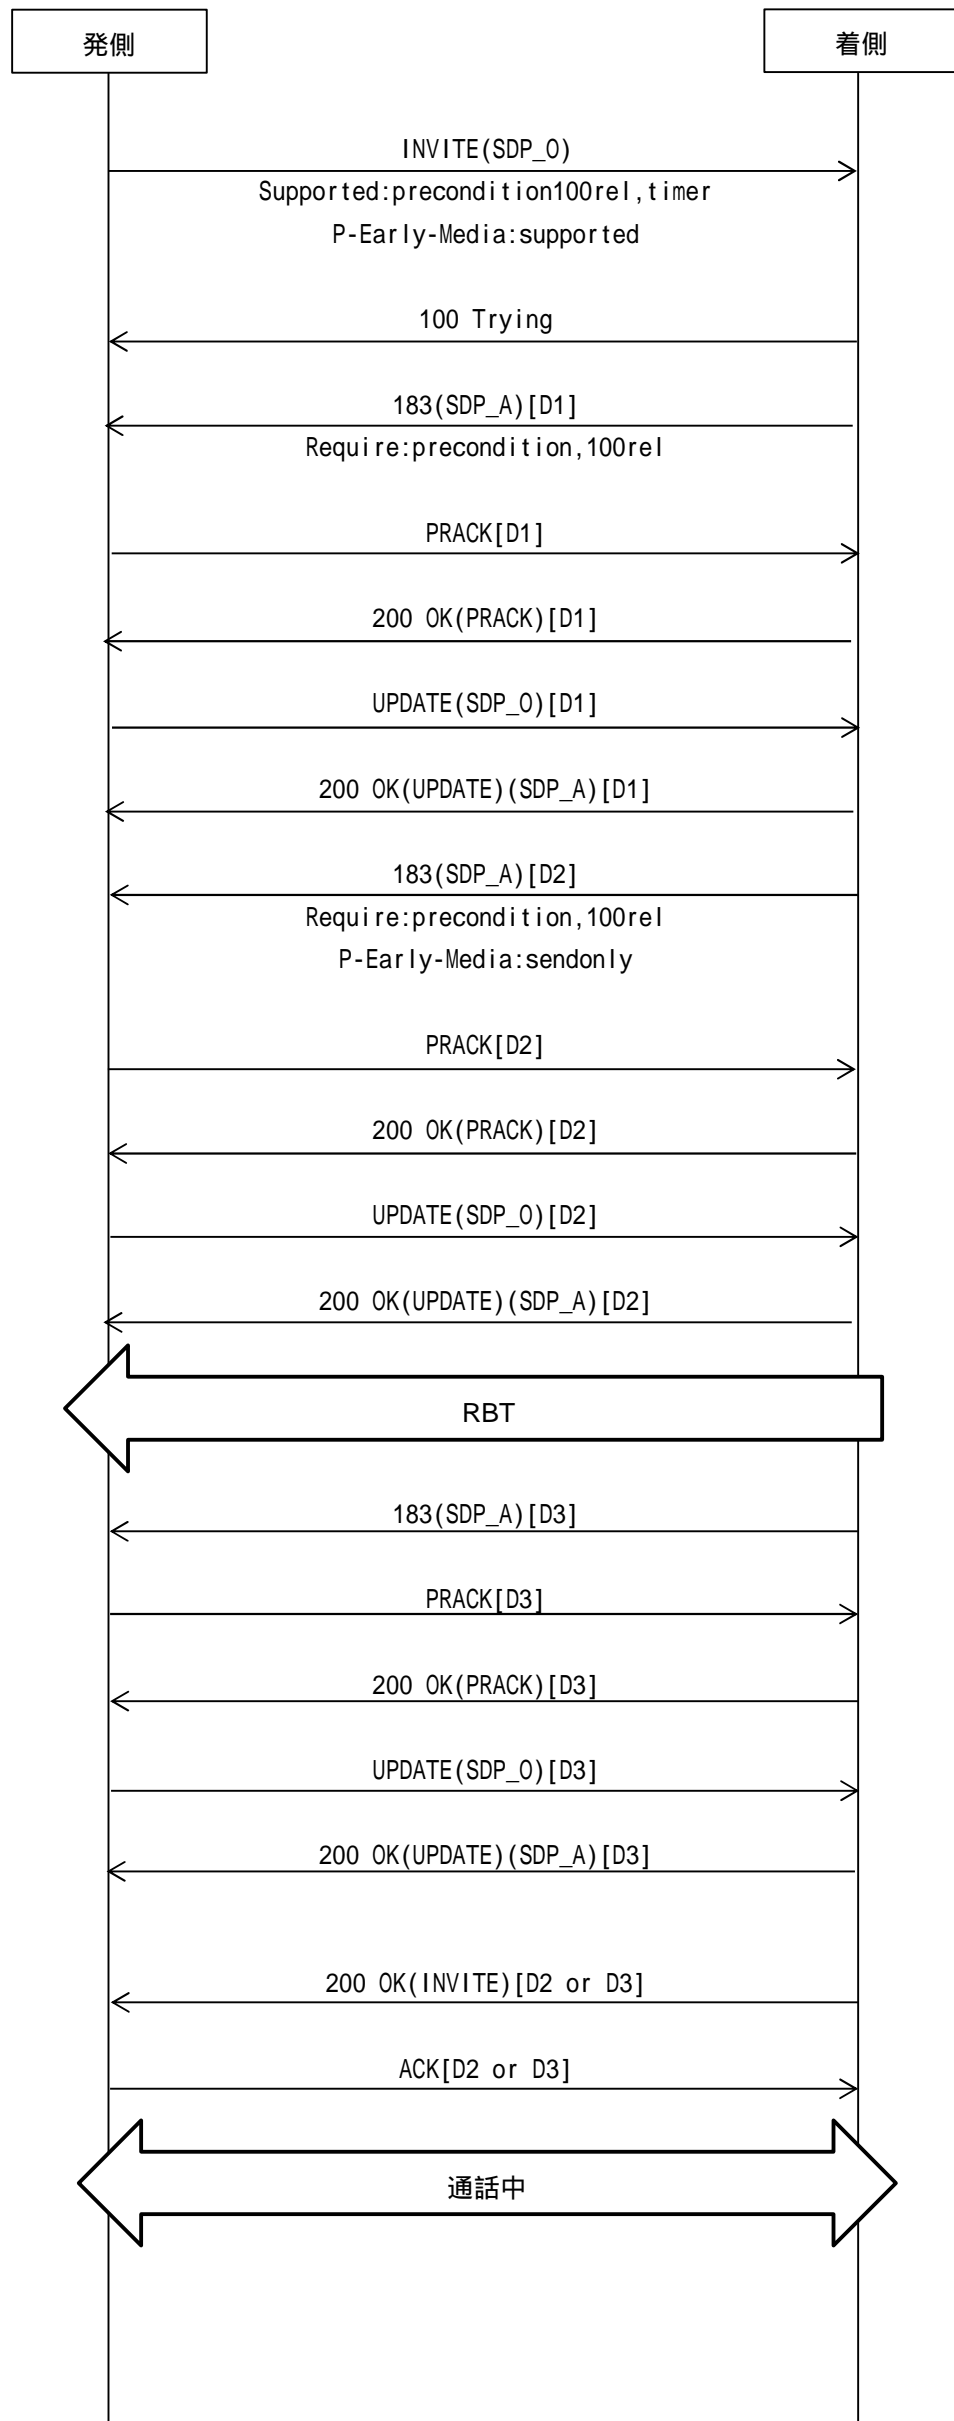 発側
着側
INVITE(SDP_O)
Supported:precondition100rel,timer
P-Early-Media:supported
100 Trying
183(SDP_A)[D1]
Require:precondition,100rel
PRACK[D1]
200 OK(PRACK)[D1]
UPDATE(SDP_O)[D1]
200 OK(UPDATE)(SDP_A)[D1]
183(SDP_A)[D2]
Require:precondition,100rel
P-Early-Media:sendonly
PRACK[D2]
200 OK(PRACK)[D2]
UPDATE(SDP_O)[D2]
200 OK(UPDATE)(SDP_A)[D2]
RBT
183(SDP_A)[D3]
PRACK[D3]
200 OK(PRACK)[D3]
UPDATE(SDP_O)[D3]
200 OK(UPDATE)(SDP_A)[D3]
200 OK(INVITE)[D2 or D3]
ACK[D2 or D3]
通話中